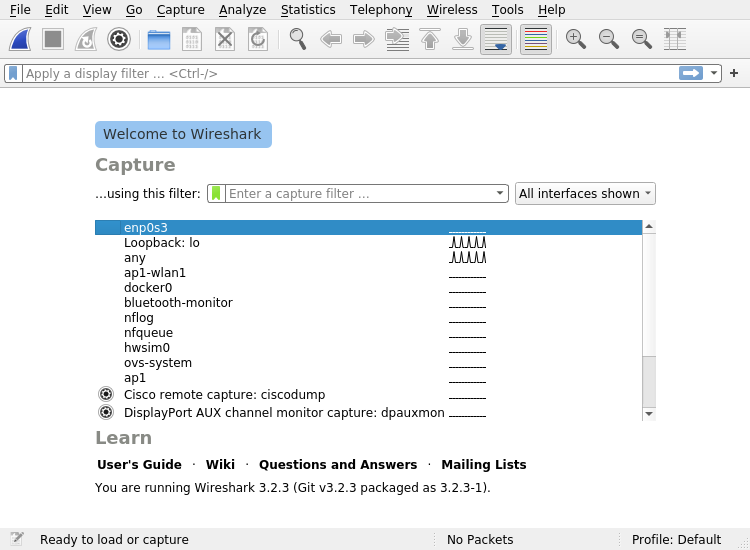 File Edit View Go Capture Analyze Statistics Telephony Wireless Tools Help
Apply a display filter … <Ctrl-/>
Welcome to Wireshark
Capture
…using this filter: Enter a capture filter … All interfaces shown
enp0s3
Loopback: lo
any
ap1-wlan1
docker0
bluetooth-monitor
nflog
nfqueue
hwsim0
ovs-system
ap1
Cisco remote capture: ciscodump
DisplayPort AUX channel monitor capture: dpauxmon
Learn
User's Guide · Wiki · Questions and Answers · Mailing Lists
You are running Wireshark 3.2.3 (Git v3.2.3 packaged as 3.2.3-1).
Ready to load or capture No Packets Profile: Default